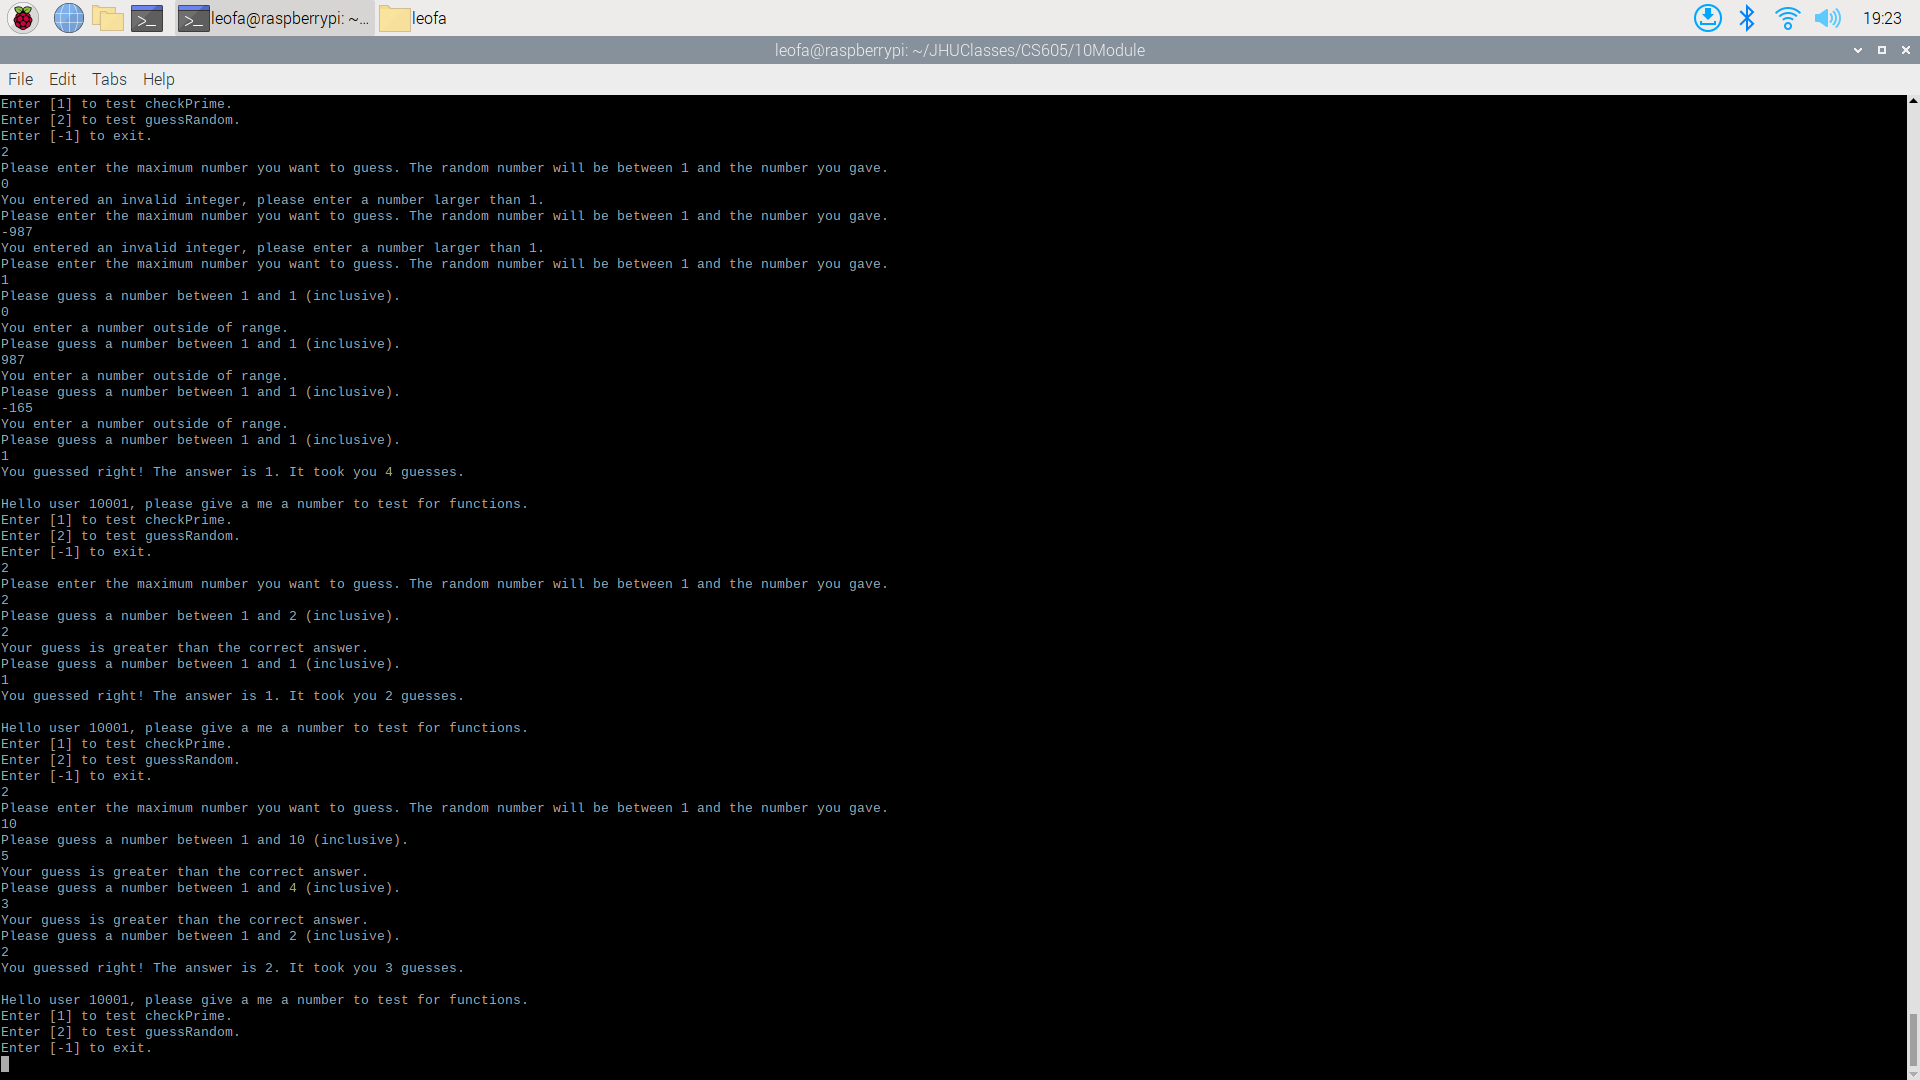 leofa@raspberrypi: ~...
leofa
19:23
leofa@raspberrypi: ~/JHUClasses/CS605/10Module
File Edit Tabs Help
Enter [1] to test checkPrime.
Enter [2] to test guessRandom.
Enter [-1] to exit.
2
Please enter the maximum number you want to guess. The random number will be between 1 and the number you gave.
0
You entered an invalid integer, please enter a number larger than 1.
Please enter the maximum number you want to guess. The random number will be between 1 and the number you gave.
-987
You entered an invalid integer, please enter a number larger than 1.
Please enter the maximum number you want to guess. The random number will be between 1 and the number you gave.
1
Please guess a number between 1 and 1 (inclusive).
0
You enter a number outside of range.
Please guess a number between 1 and 1 (inclusive).
987
You enter a number outside of range.
Please guess a number between 1 and 1 (inclusive).
-165
You enter a number outside of range.
Please guess a number between 1 and 1 (inclusive).
1
You guessed right! The answer is 1. It took you 4 guesses.
Hello user 10001, please give a me a number to test for functions.
Enter [1] to test checkPrime.
Enter [2] to test guessRandom.
Enter [-1] to exit.
2
Please enter the maximum number you want to guess. The random number will be between 1 and the number you gave.
2
Please guess a number between 1 and 2 (inclusive).
2
Your guess is greater than the correct answer.
Please guess a number between 1 and 1 (inclusive).
1
You guessed right! The answer is 1. It took you 2 guesses.
Hello user 10001, please give a me a number to test for functions.
Enter [1] to test checkPrime.
Enter [2] to test guessRandom.
Enter [-1] to exit.
2
Please enter the maximum number you want to guess. The random number will be between 1 and the number you gave.
10
Please guess a number between 1 and 10 (inclusive).
5
Your guess is greater than the correct answer.
Please guess a number between 1 and 4 (inclusive).
3
Your guess is greater than the correct answer.
Please guess a number between 1 and 2 (inclusive).
2
You guessed right! The answer is 2. It took you 3 guesses.
Hello user 10001, please give a me a number to test for functions.
Enter [1] to test checkPrime.
Enter [2] to test guessRandom.
Enter [-1] to exit.